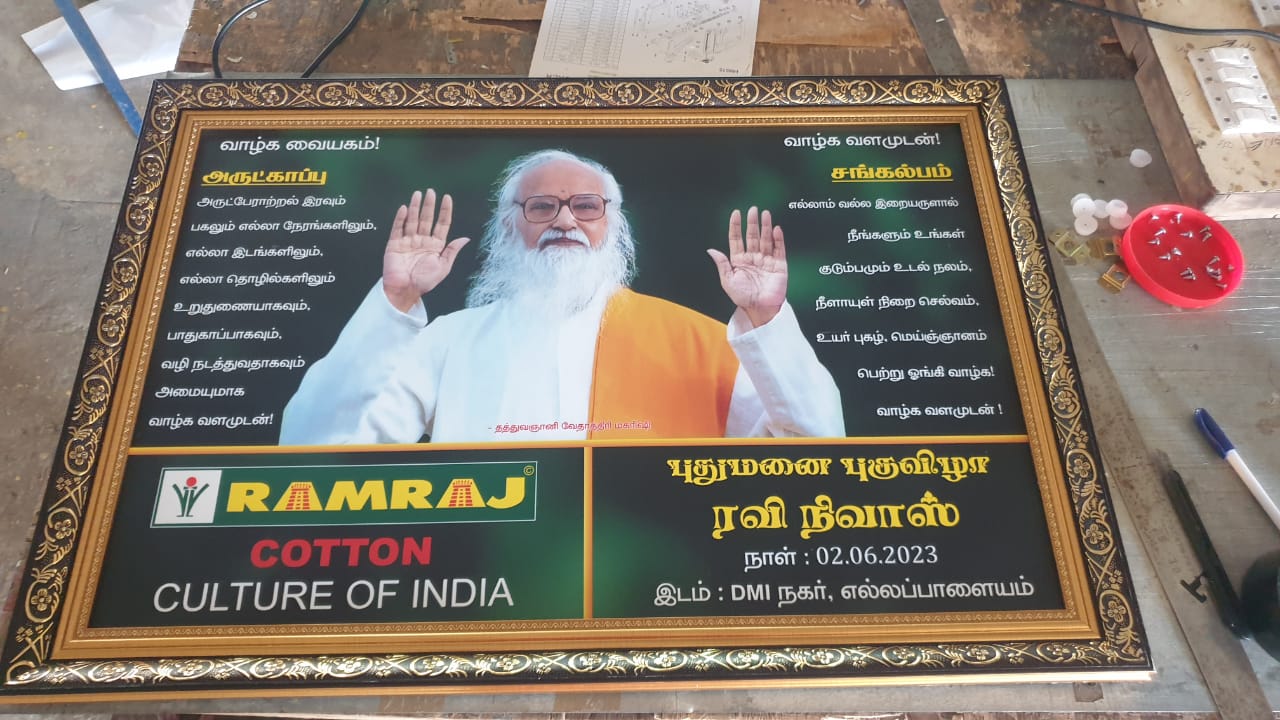 வாழ்க வையகம்!
வாழ்க வளமுடன்!
அருட்காப்பு
அருட்பேராற்றல் இரவும்
பகலும் எல்லா நேரங்களிலும்,
எல்லா இடங்களிலும்,
எல்லா தொழில்களிலும்
உறுதுணையாகவும்,
பாதுகாப்பாகவும்,
வழி நடத்துவதாகவும்
அமையுமாக
வாழ்க வளமுடன்!
சங்கல்பம்
எல்லாம் வல்ல இறையருளால்
நீங்களும் உங்கள்
குடும்பமும் உடல் நலம்,
நீளாயுள் நிறை செல்வம்,
உயர் புகழ், மெய்ஞ்ஞானம்
பெற்று ஓங்கி வாழ்க!
வாழ்க வளமுடன் !
- தத்துவஞானி வேதாத்திரி மகரிஷி
RAMRAJ ©
COTTON
CULTURE OF INDIA
புதுமனை புகுவிழா
ரவி நிவாஸ்
நாள் : 02.06.2023
இடம் : DMI நகர், எல்லப்பாளையம்